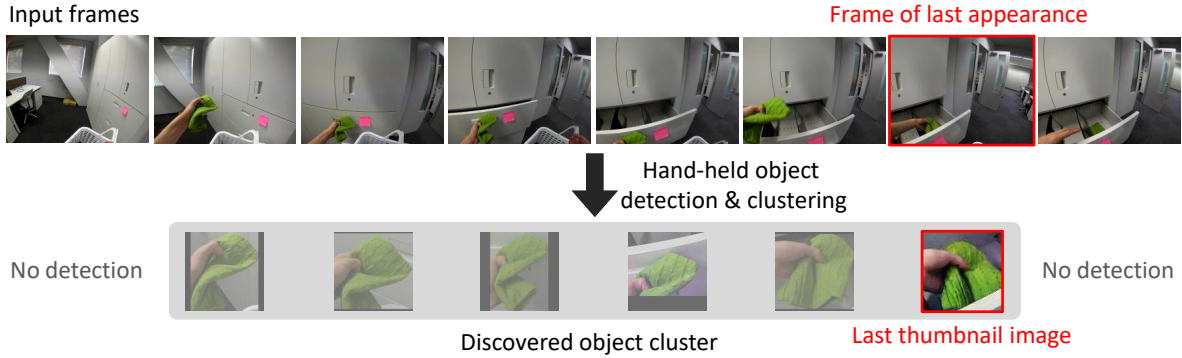 Input frames
Frame of last appearance
Hand-held object
detection & clustering
No detection
No detection
Discovered object cluster
Last thumbnail image